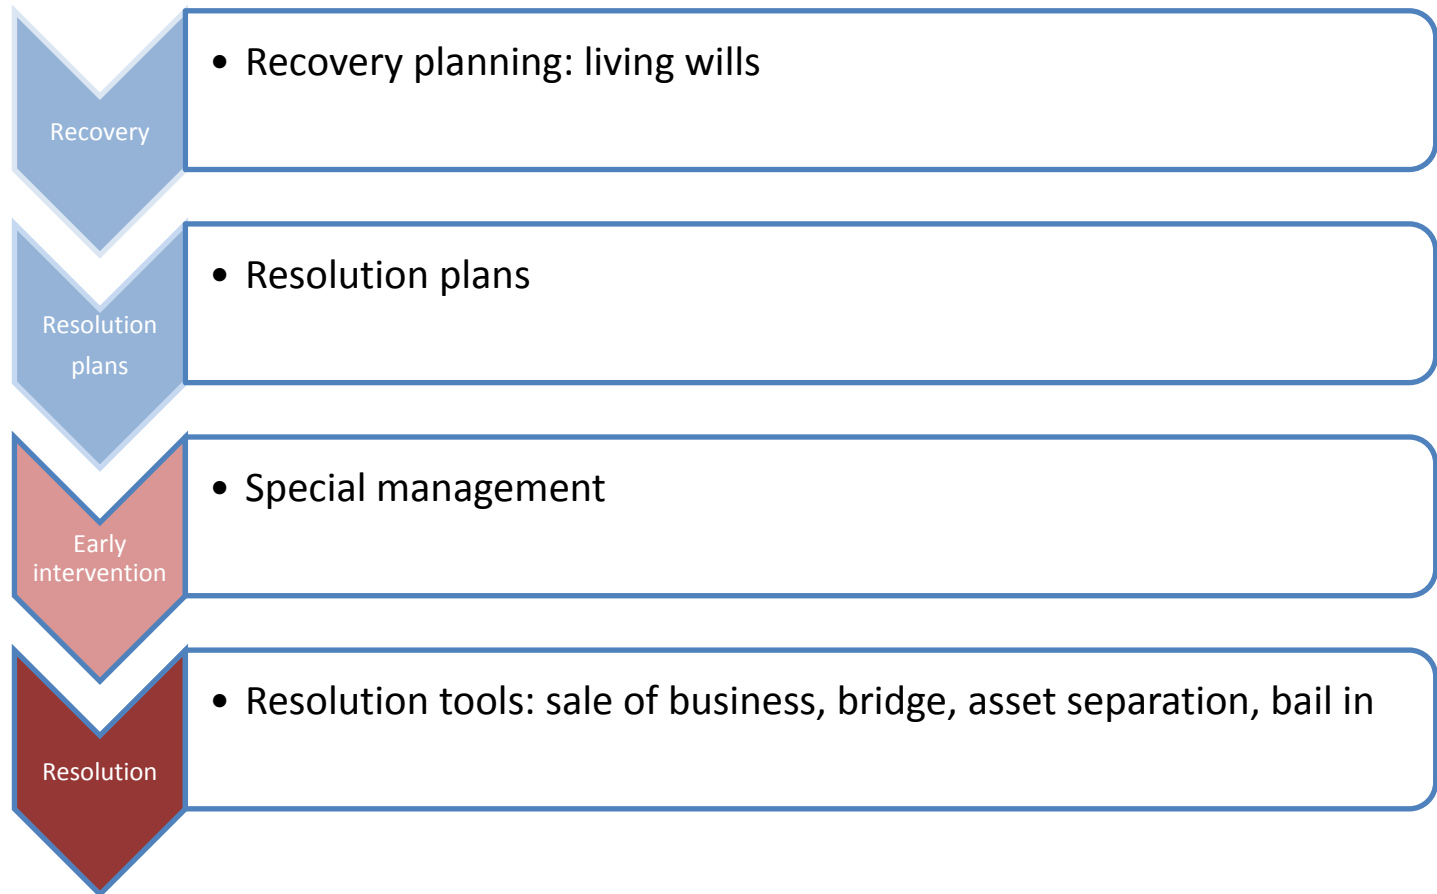 Recovery
• Recovery planning: living wills
Resolution
plans
• Resolution plans
Early
intervention
• Special management
Resolution
• Resolution tools: sale of business, bridge, asset separation, bail in